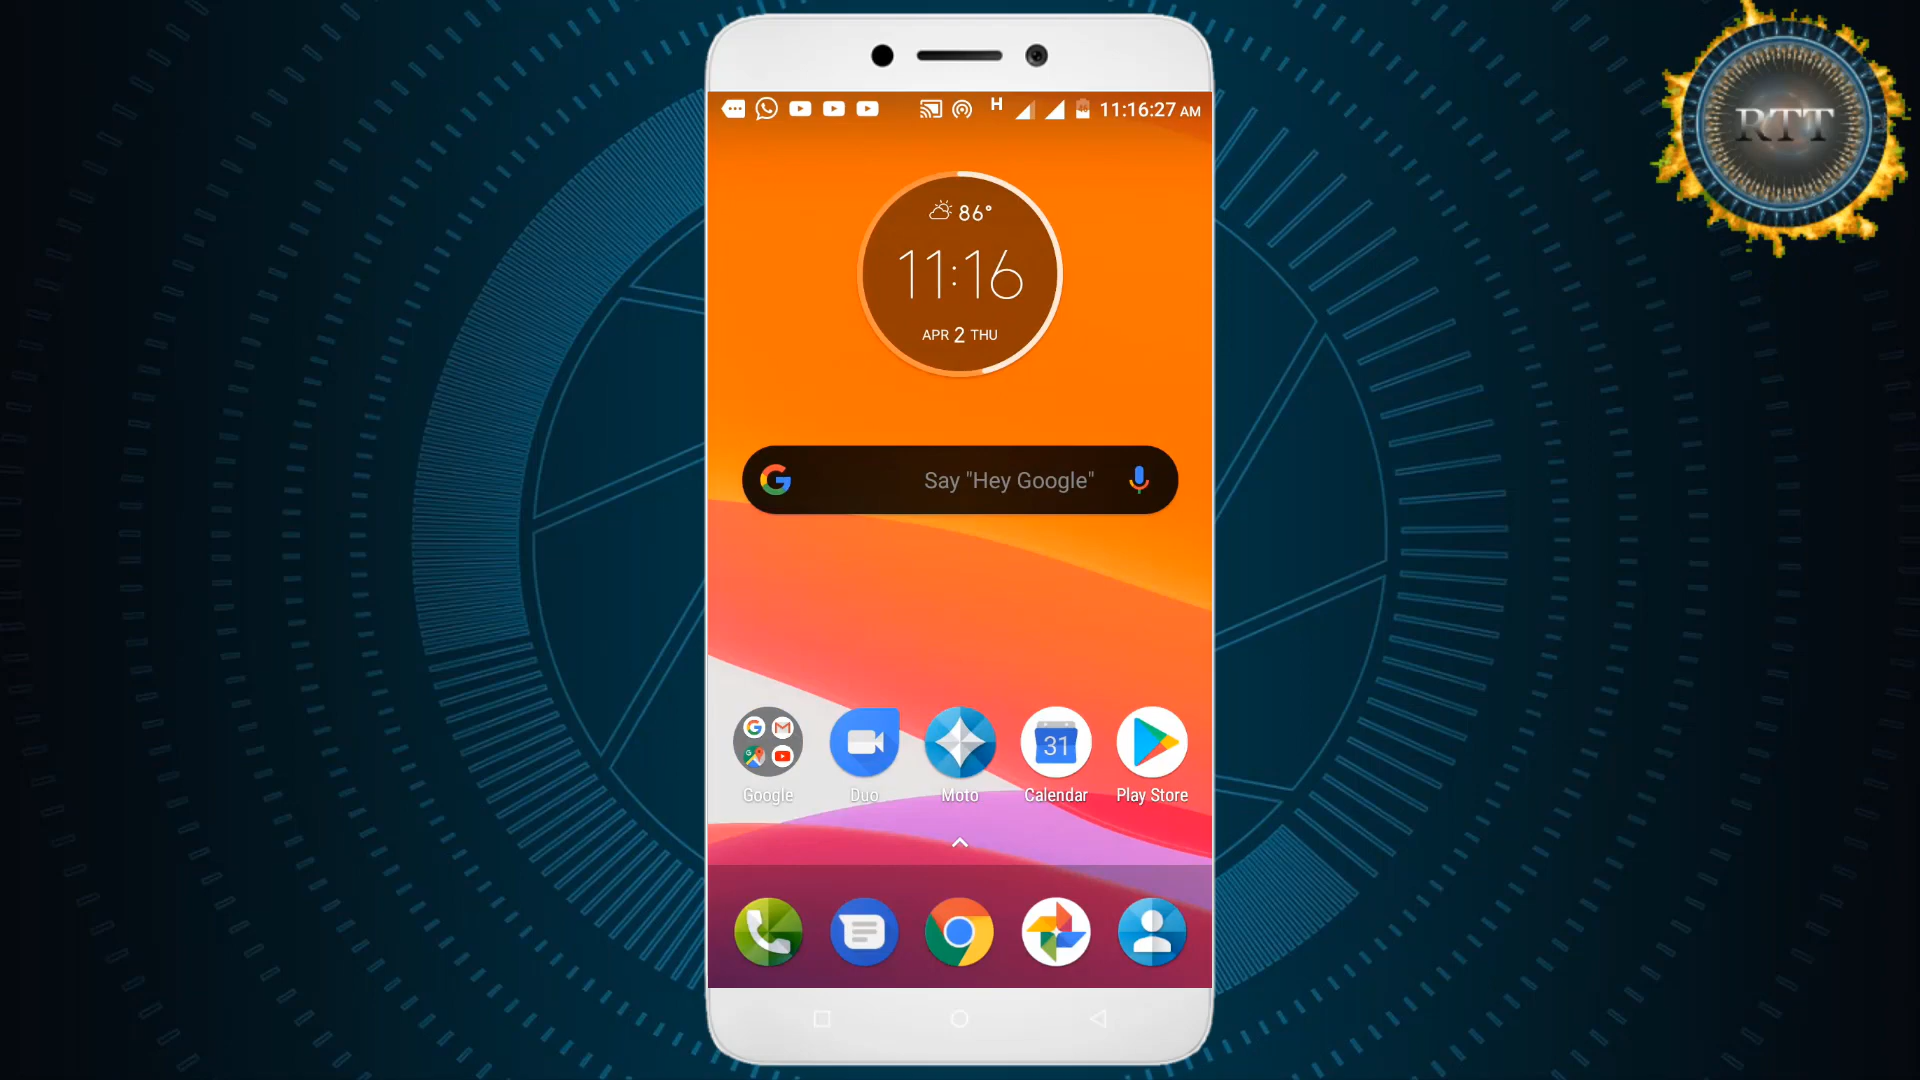 H 46 11:16:27 AM
RTT
86°
11:16
APR 2 THU
Say "Hey Google"
31
Google Duo Moto Calendar Play Store